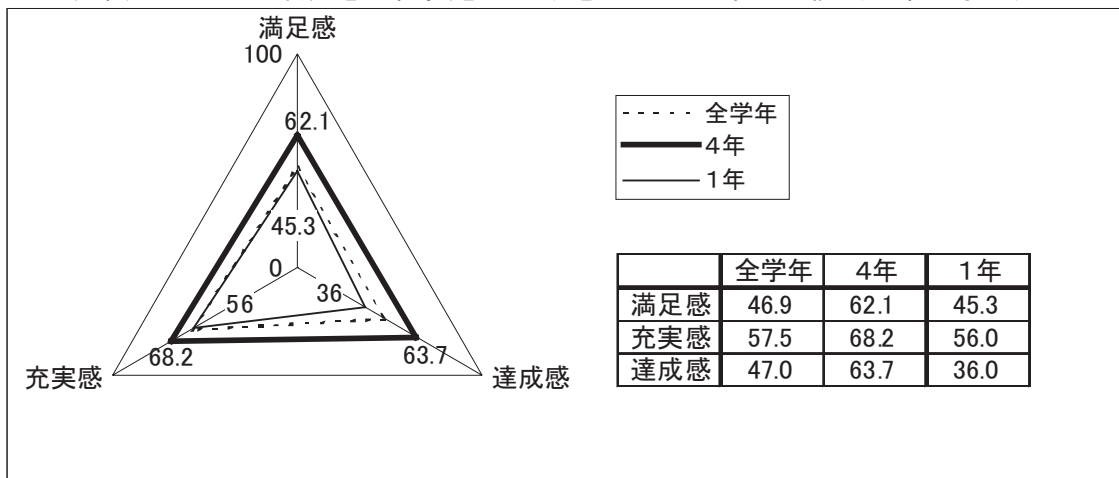 満足感
100
62.1
45.3
0
56
36
68.2
63.7
充実感
達成感
全学年
4年
1年
全学年 4年 1年
満足感 46.9 62.1 45.3
充実感 57.5 68.2 56.0
達成感 47.0 63.7 36.0